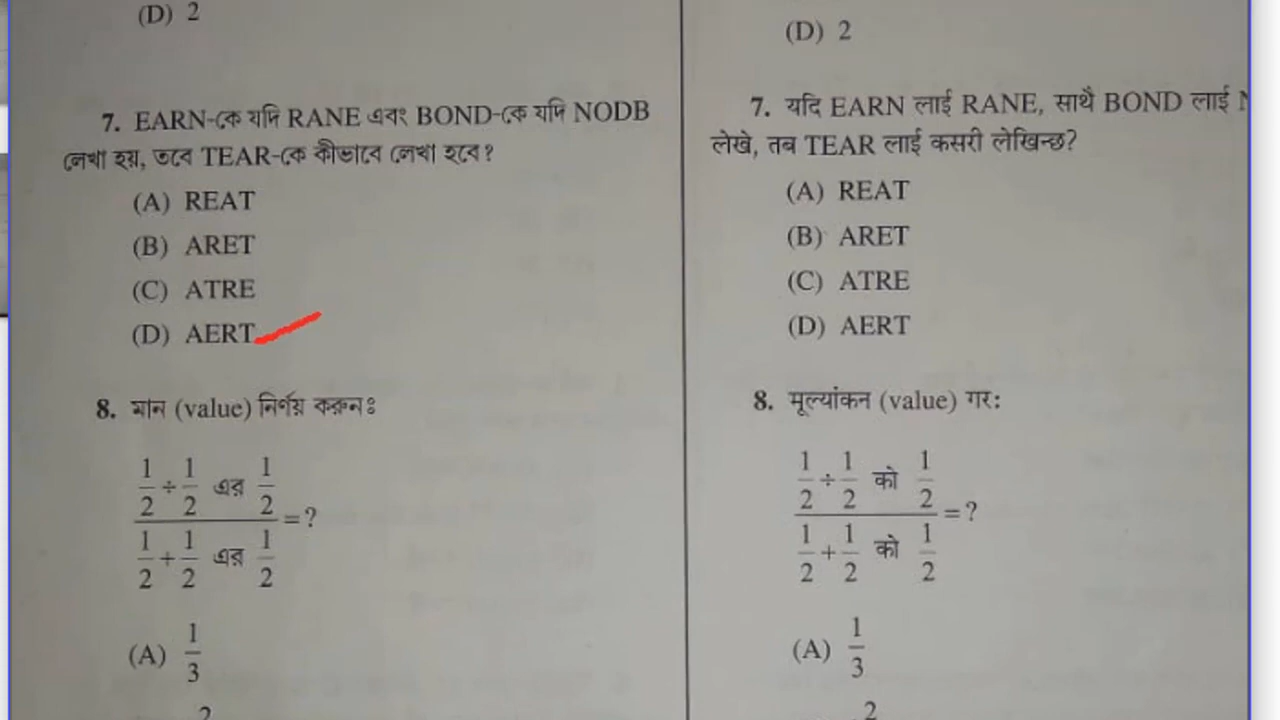 (D) 2
7. EARN-কে যদি RANE এবং BOND-কে যদি NODB
লেখা হয়, তবে TEAR-কে কীভাবে লেখা হবে?
(A) REAT
(B) ARET
(C) ATRE
(D) AERT
8. মান (value) নির্ণয় করুনঃ
1/2 ÷ 1/2 এর 1/2
= ?
1/2 + 1/2 এর 1/2
(A) 1/3
2
(D) 2
7. यदि EARN लाई RANE, साथै BOND लाई
लेखे, तब TEAR लाई कसरी लेखिन्छ?
(A) REAT
(B) ARET
(C) ATRE
(D) AERT
8. मूल्यांकन (value) गर:
1/2 ÷ 1/2 को 1/2
= ?
1/2 + 1/2 को 1/2
(A) 1/3
2